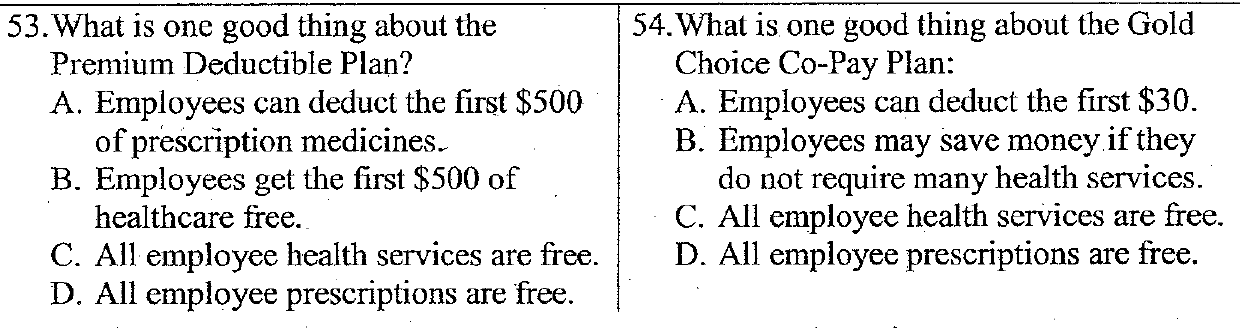 53. What is one good thing about the
Premium Deductible Plan?
A. Employees can deduct the first $500
of prescription medicines.
B. Employees get the first $500 of
healthcare free.
C. All employee health services are free.
D. All employee prescriptions are free.
54. What is one good thing about the Gold
Choice Co-Pay Plan:
A. Employees can deduct the first $30.
B. Employees may save money if they
do not require many health services.
C. All employee health services are free.
D. All employee prescriptions are free.